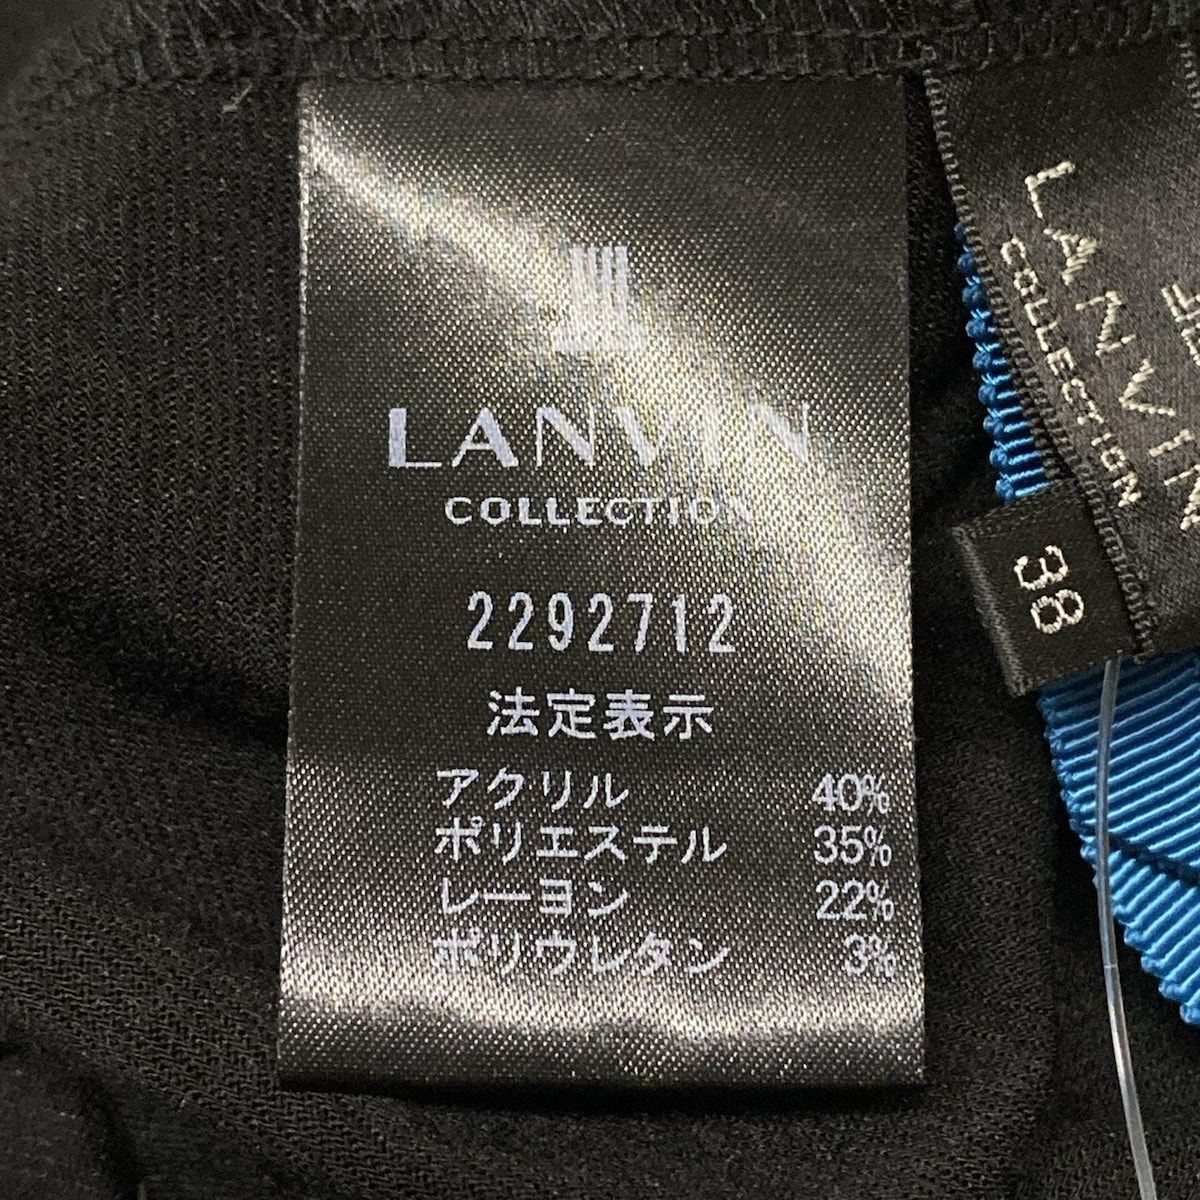 LANVIN
COLLECTION
2292712
法定表示
アクリル 40%
ポリエステル 35%
レーヨン 22%
ポリウレタン 3%
LANVIN
COLLECTION
38